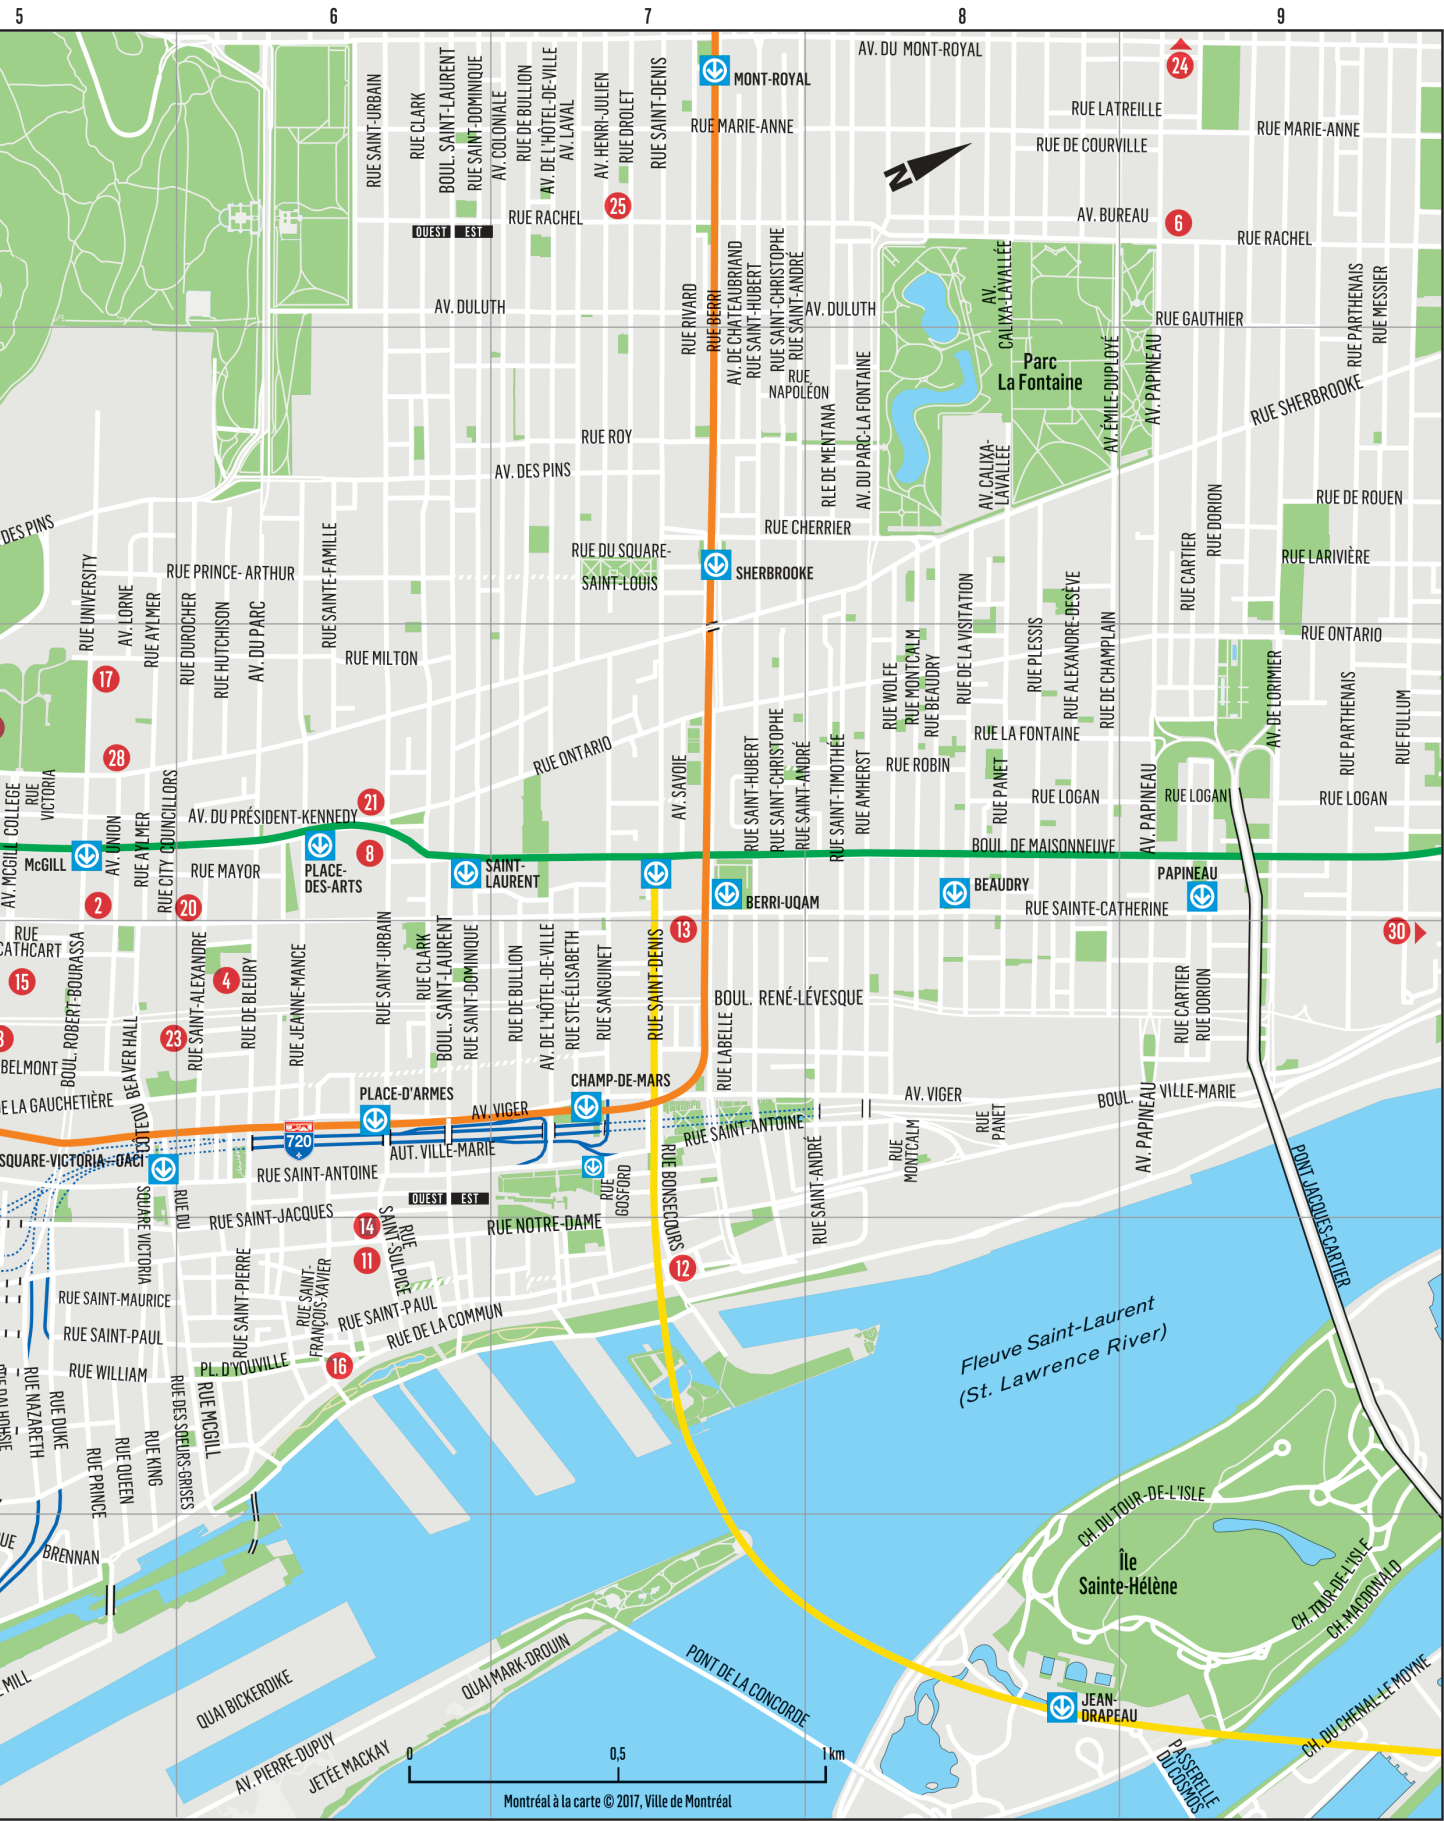 5
6
7
8
9
MONT-ROYAL
AV. DU MONT-ROYAL
24
RUE SAINT-URBAIN
RUE CLARK
BOUL. SAINT-LAURENT
RUE SAINT-DOMINIQUE
AV. COLONIALE
RUE DE BULLION
AV. DE L'HÔTEL-DE-VILLE
AV. LAVAL
AV. HENRI-JULIEN
RUE DROLET
RUE SAINT-DENIS
RUE LATREILLE
RUE MARIE-ANNE
RUE MARIE-ANNE
RUE DE COURVILLE
N
25
RUE RACHEL
OUEST
EST
AV. BUREAU
6
RUE RACHEL
AV. DULUTH
RUE RIVARD
RUE BERRI
AV. DE CHATEAUBRIAND
RUE SAINT-HUBERT
RUE SAINT-CHRISTOPHE
RUE SAINT-ANDRÉ
AV. DULUTH
AV.
CALIXA-LAVALLÉE
RUE GAUTHIER
RUE PARTHENAIS
RUE MESSIER
Parc
La Fontaine
RUE
NAPOLÉON
RLE DE MENTANA
AV. DU PARC-LA FONTAINE
AV. ÉMILE-DUPLOYÉ
AV. PAPINEAU
RUE SHERBROOKE
RUE ROY
AV. DES PINS
AV. CALIXA-
LAVALLÉE
RUE DE ROUEN
DES PINS
RUE CHERRIER
RUE DU SQUARE-
SAINT-LOUIS
SHERBROOKE
RUE CARTIER
RUE DORION
RUE LARIVIÈRE
RUE UNIVERSITY
AV. LORNE
RUE AYLMER
RUE PRINCE- ARTHUR
RUE DUROCHER
RUE HUTCHISON
AV. DU PARC
RUE SAINTE-FAMILLE
RUE MILTON
RUE ONTARIO
17
28
RUE WOLFE
RUE MONTCALM
RUE BEAUDRY
RUE DE LA VISITATION
RUE PLESSIS
RUE ALEXANDRE-DESÈVE
RUE DE CHAMPLAIN
AV. DE LORIMIER
RUE PARTHENAIS
RUE FULLUM
RUE ONTARIO
RUE LA FONTAINE
RUE ROBIN
RUE PANET
RUE LOGAN
AV. PAPINEAU
RUE LOGAN
RUE LOGAN
AV. McGILL COLLEGE
RUE
VICTORIA
AV. UNION
RUE AYLMER
RUE CITY COUNCILLORS
AV. DU PRÉSIDENT-KENNEDY
21
8
AV. SAVOIE
RUE SAINT-HUBERT
RUE SAINT-CHRISTOPHE
RUE SAINT-ANDRÉ
RUE SAINT-TIMOTHÉE
RUE AMHERST
BOUL. DE MAISONNEUVE
McGILL
RUE MAYOR
PLACE-
DES-ARTS
SAINT-
LAURENT
BERRI-UQAM
BEAUDRY
PAPINEAU
RUE SAINTE-CATHERINE
2
20
13
30
RUE
CATHCART
15
BOUL. ROBERT-BOURASSA
4
RUE SAINT-ALEXANDRE
RUE DE BLEURY
RUE JEANNE-MANCE
RUE SAINT-URBAIN
RUE CLARK
BOUL. SAINT-LAURENT
RUE SAINT-DOMINIQUE
RUE DE BULLION
AV. DE L'HÔTEL-DE-VILLE
RUE STE-ÉLISABETH
RUE SANGUINET
RUE SAINT-DENIS
BOUL. RENÉ-LÉVESQUE
RUE LABELLE
RUE CARTIER
RUE DORION
3
23
BELMONT
CÔTE DU BEAVER HALL
E LA GAUCHETIÈRE
PLACE-D'ARMES
CHAMP-DE-MARS
AV. VIGER
AV. VIGER
BOUL. VILLE-MARIE
720
AUT. VILLE-MARIE
RUE SAINT-ANTOINE
RUE
MONTCALM
RUE
PANET
AV. PAPINEAU
SQUARE-VICTORIA- OACI
RUE SAINT-ANTOINE
RUE DU
SQUARE VICTORIA
OUEST
EST
RUE
GOSFORD
RUE BONSECOURS
RUE SAINT-ANDRÉ
PONT JACQUES-CARTIER
RUE SAINT-JACQUES
14
11
RUE
SAINT-SULPICE
RUE NOTRE-DAME
12
RUE SAINT-MAURICE
RUE SAINT-PAUL
RUE WILLIAM
RUE SAINT-PIERRE
RUE SAINT-
FRANÇOIS-XAVIER
RUE SAINT-PAUL
RUE DE LA COMMUN
PL. D'YOUVILLE
16
Fleuve Saint-Laurent
(St. Lawrence River)
RUE NAZARETH
RUE DUKE
RUE PRINCE
RUE QUEEN
RUE KING
RUE DES SOEURS-GRISES
RUE MCGILL
UE
BRENNAN
CH. DU TOUR-DE-L'ISLE
Île
Sainte-Hélène
CH. TOUR-DE-L'ISLE
CH. MACDONALD
MILL
QUAI BICKERDIKE
QUAI MARK-DROUIN
PONT DE LA CONCORDE
JEAN-
DRAPEAU
CH. DU CHENAL-LE MOYNE
PASSERELLE
DU COSMOS
AV. PIERRE-DUPUY
JETÉE MACKAY
0
0,5
1 km
Montréal à la carte © 2017, Ville de Montréal